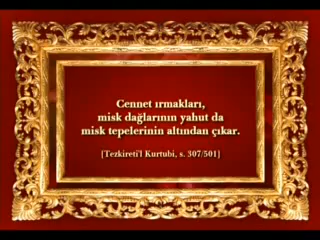 Cennet ırmakları,
misk dağlarının yahut da
misk tepelerinin altından çıkar.
[Tezkireti'l Kurtubi, s. 307/501]